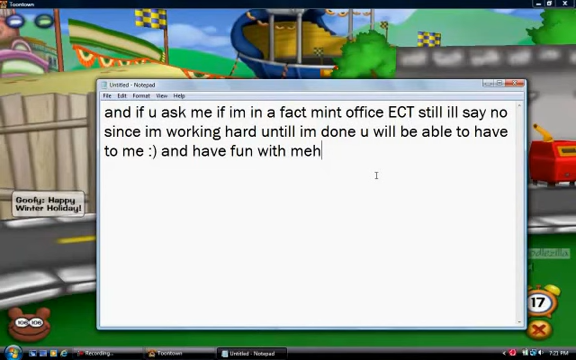 Toontown
Untitled - Notepad
File Edit Format View Help
and if u ask me if im in a fact mint office ECT still ill say no
since im working hard untill im done u will be able to have
to me :) and have fun with meh
Goofy: Happy
Winter Holiday!
106/106
17
Recording...
Toontown
Untitled - Notepad
7:21 PM